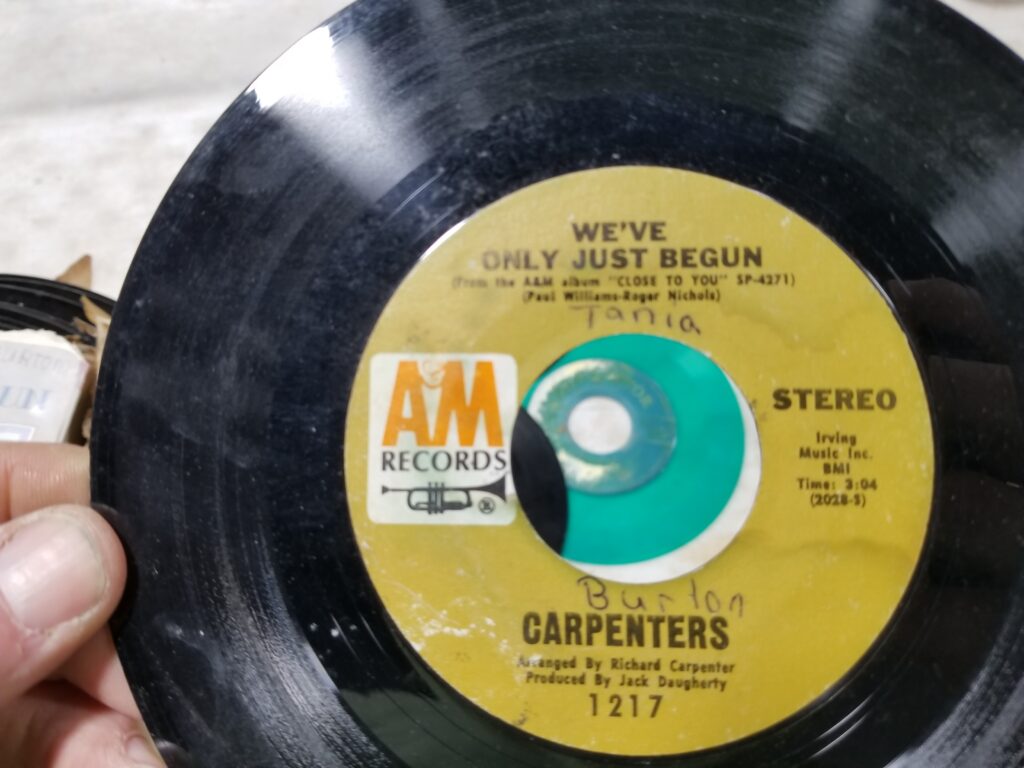 WE'VE
ONLY JUST BEGUN
(From the A&M album "CLOSE TO YOU" SP-4271)
(Paul Williams-Roger Nichols)
Tania
A&M
RECORDS
STEREO
Irving
Music Inc.
BMI
Time: 3:04
(2028-S)
Burton
CARPENTERS
Arranged By Richard Carpenter
Produced By Jack Daugherty
1217